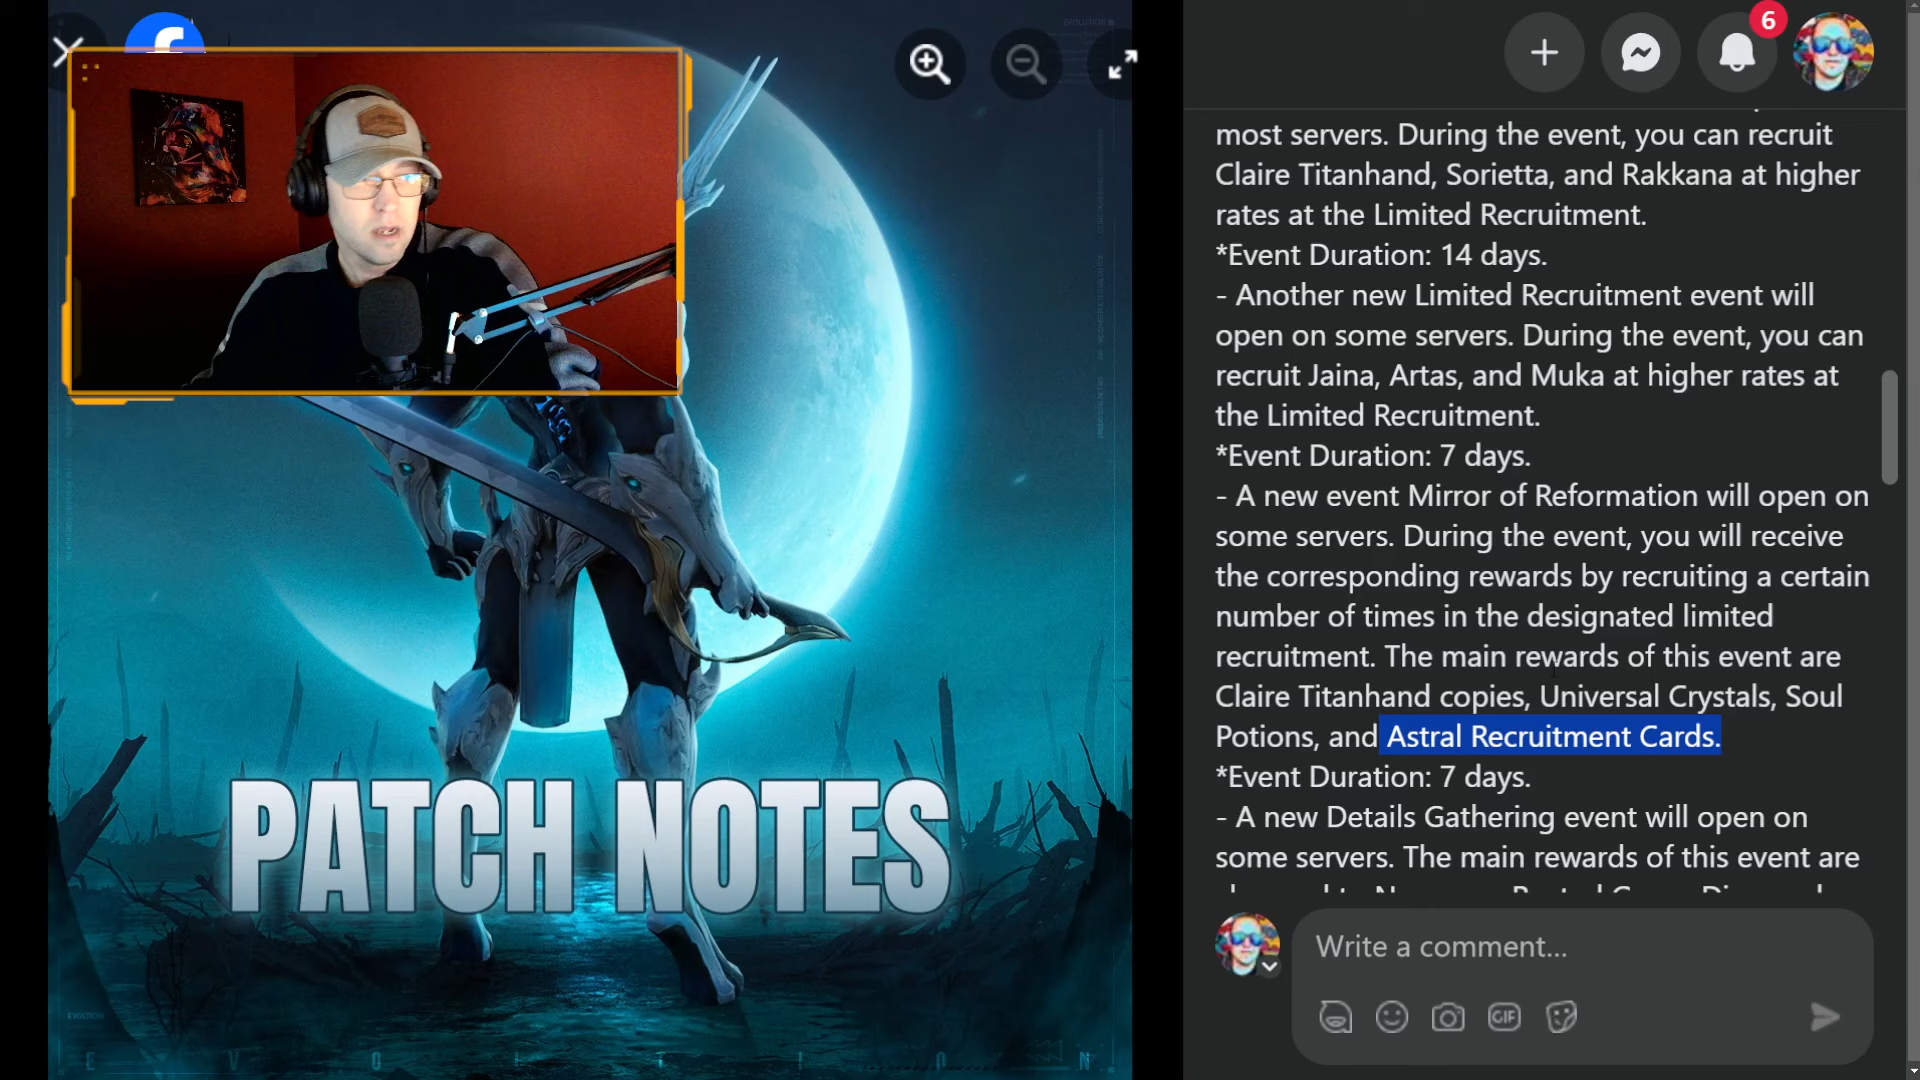 6
most servers. During the event, you can recruit
Claire Titanhand, Sorietta, and Rakkana at higher
rates at the Limited Recruitment.
*Event Duration: 14 days.
- Another new Limited Recruitment event will
open on some servers. During the event, you can
recruit Jaina, Artas, and Muka at higher rates at
the Limited Recruitment.
*Event Duration: 7 days.
- A new event Mirror of Reformation will open on
some servers. During the event, you will receive
the corresponding rewards by recruiting a certain
number of times in the designated limited
recruitment. The main rewards of this event are
Claire Titanhand copies, Universal Crystals, Soul
Potions, and Astral Recruitment Cards.
*Event Duration: 7 days.
- A new Details Gathering event will open on
some servers. The main rewards of this event are
Write a comment...
GIF
PATCH NOTES
EVOLUTION